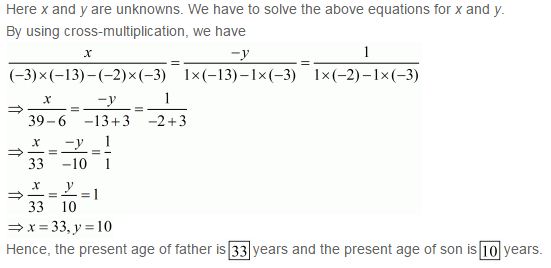 Here x and y are unknowns. We have to solve the above equations for x and y.
By using cross-multiplication, we have
x/((−3)×(−13)−(−2)×(−3)) = −y/(1×(−13)−1×(−3)) = 1/(1×(−2)−1×(−3))
⇒ x/(39−6) = −y/(−13+3) = 1/(−2+3)
⇒ x/33 = −y/−10 = 1/1
⇒ x/33 = y/10 = 1
⇒ x = 33, y = 10
Hence, the present age of father is 33 years and the present age of son is 10 years.